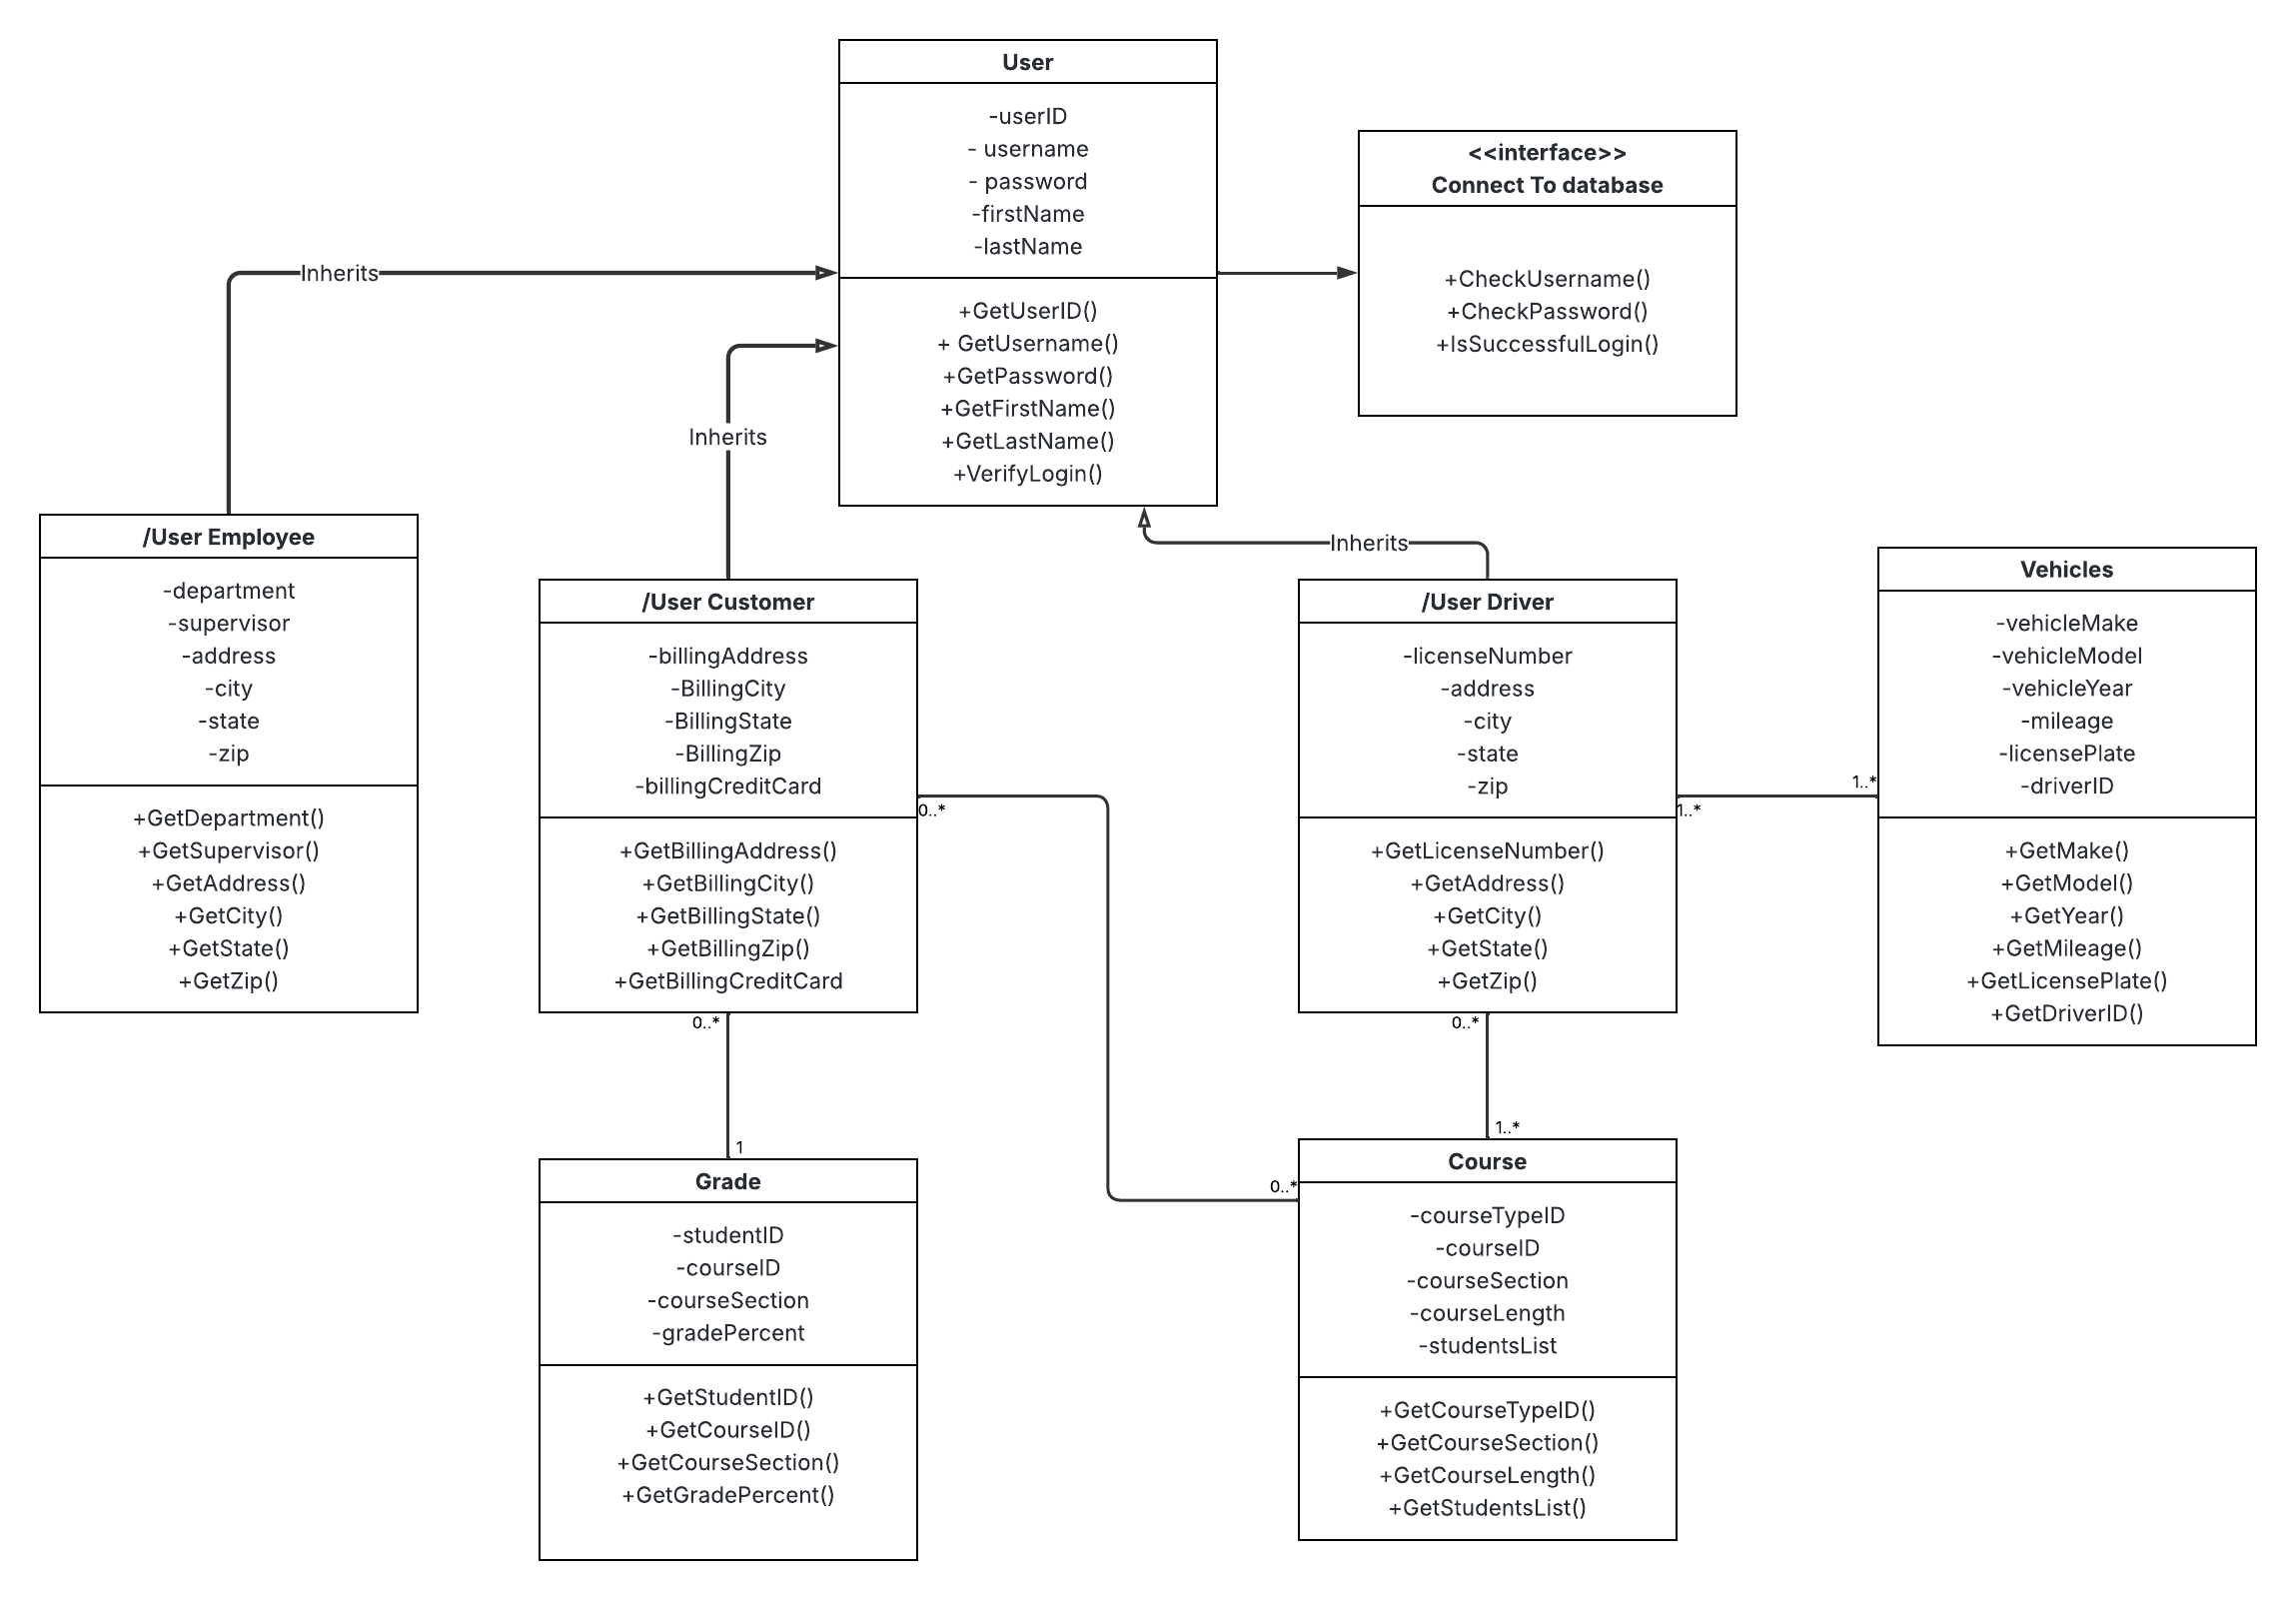 User
-userID
- username
- password
-firstName
-lastName
+GetUserID()
+ GetUsername()
+GetPassword()
+GetFirstName()
+GetLastName()
+VerifyLogin()
<<interface>>
Connect To database
+CheckUsername()
+CheckPassword()
+IsSuccessfulLogin()
Inherits
Inherits
Inherits
/User Employee
-department
-supervisor
-address
-city
-state
-zip
+GetDepartment()
+GetSupervisor()
+GetAddress()
+GetCity()
+GetState()
+GetZip()
/User Customer
-billingAddress
-BillingCity
-BillingState
-BillingZip
-billingCreditCard
+GetBillingAddress()
+GetBillingCity()
+GetBillingState()
+GetBillingZip()
+GetBillingCreditCard
0..*
0..*
/User Driver
-licenseNumber
-address
-city
-state
-zip
+GetLicenseNumber()
+GetAddress()
+GetCity()
+GetState()
+GetZip()
1..*
1..*
0..*
Vehicles
-vehicleMake
-vehicleModel
-vehicleYear
-mileage
-licensePlate
-driverID
+GetMake()
+GetModel()
+GetYear()
+GetMileage()
+GetLicensePlate()
+GetDriverID()
1
Grade
-studentID
-courseID
-courseSection
-gradePercent
+GetStudentID()
+GetCourseID()
+GetCourseSection()
+GetGradePercent()
1..*
0..*
Course
-courseTypeID
-courseID
-courseSection
-courseLength
-studentsList
+GetCourseTypeID()
+GetCourseSection()
+GetCourseLength()
+GetStudentsList()